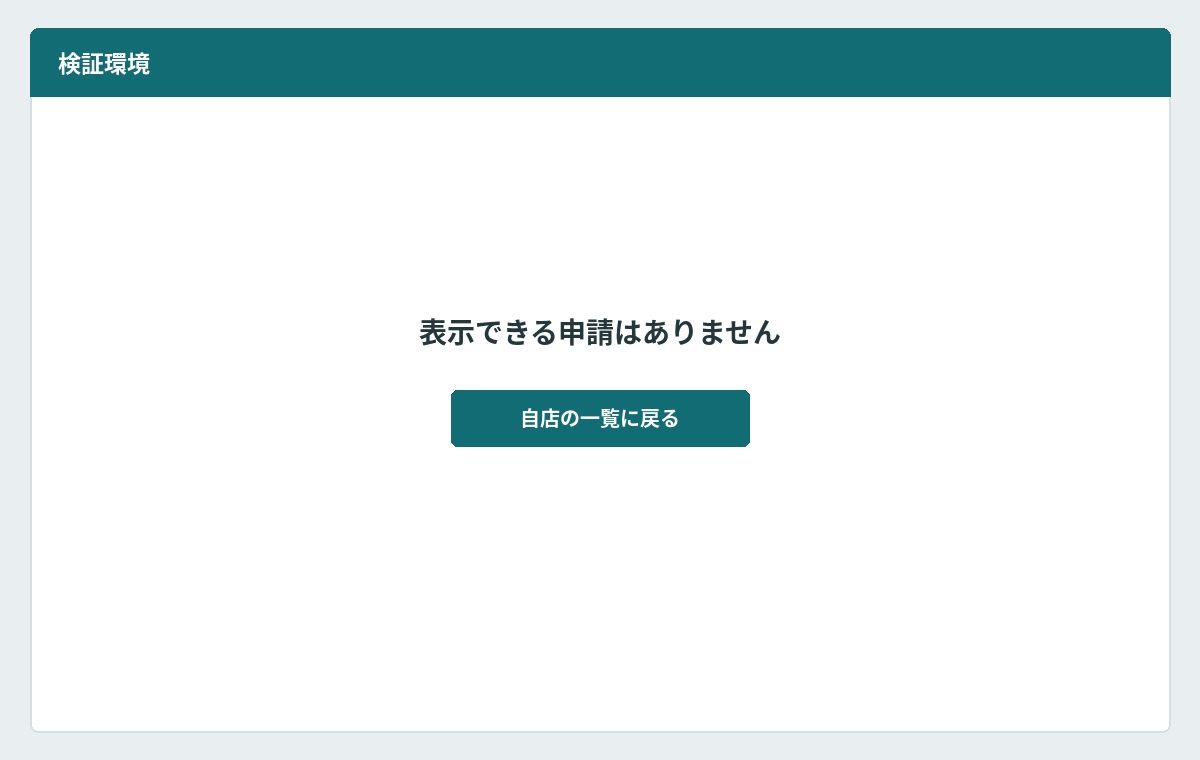 検証環境
表示できる申請はありません
自店の一覧に戻る